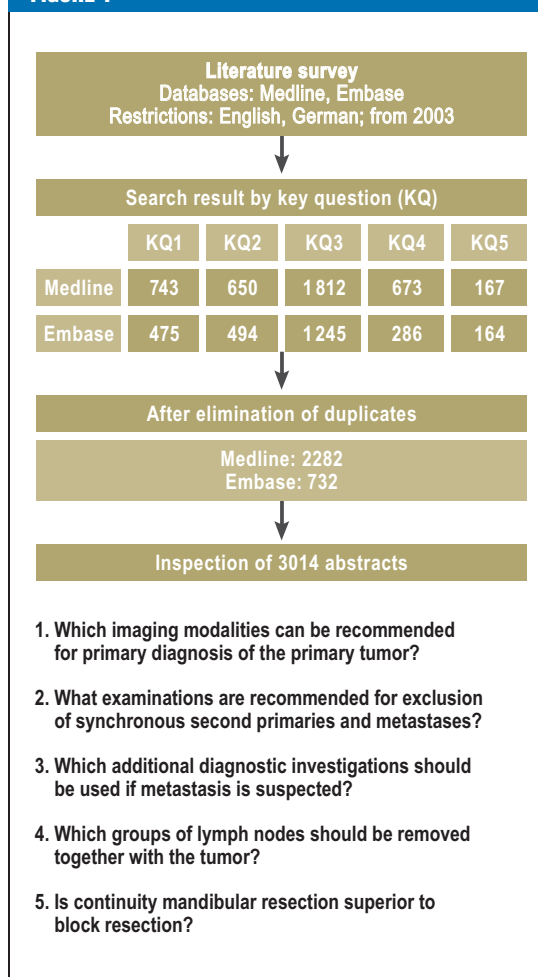 Literature survey
Databases: Medline, Embase
Restrictions: English, German; from 2003
Search result by key question (KQ)
KQ1 KQ2 KQ3 KQ4 KQ5
Medline 743 650 1812 673 167
Embase 475 494 1245 286 164
After elimination of duplicates
Medline: 2282
Embase: 732
Inspection of 3014 abstracts
1. Which imaging modalities can be recommended
for primary diagnosis of the primary tumor?
2. What examinations are recommended for exclusion
of synchronous second primaries and metastases?
3. Which additional diagnostic investigations should
be used if metastasis is suspected?
4. Which groups of lymph nodes should be removed
together with the tumor?
5. Is continuity mandibular resection superior to
block resection?